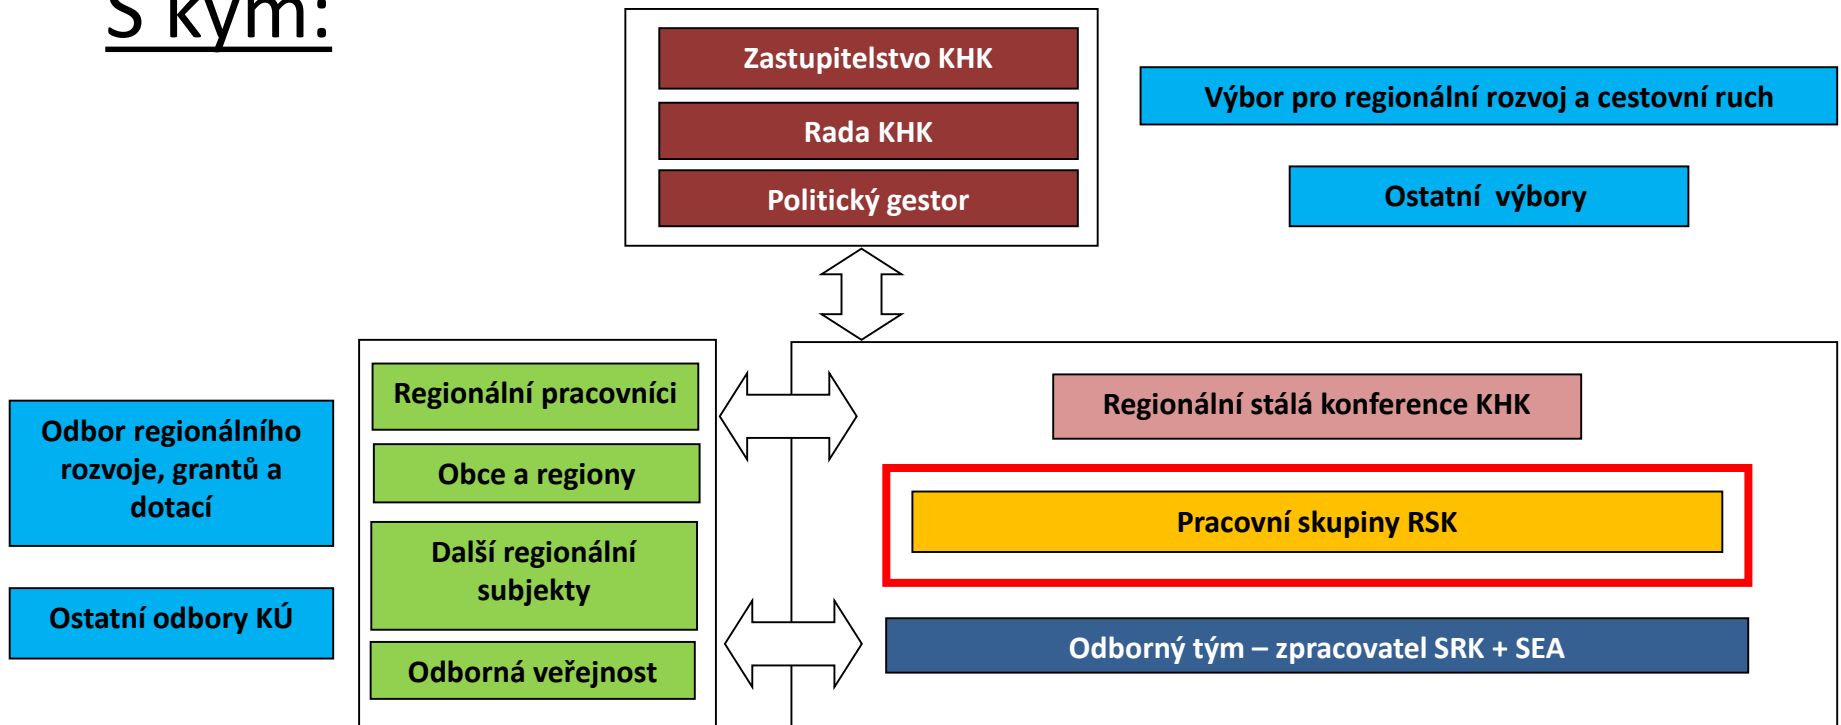 S kým:
Zastupitelstvo KHK
Rada KHK
Politický gestor
Výbor pro regionální rozvoj a cestovní ruch
Ostatní výbory
Odbor regionálního
rozvoje, grantů a
dotací
Ostatní odbory KÚ
Regionální pracovníci
Obce a regiony
Další regionální
subjekty
Odborná veřejnost
Regionální stálá konference KHK
Pracovní skupiny RSK
Odborný tým – zpracovatel SRK + SEA